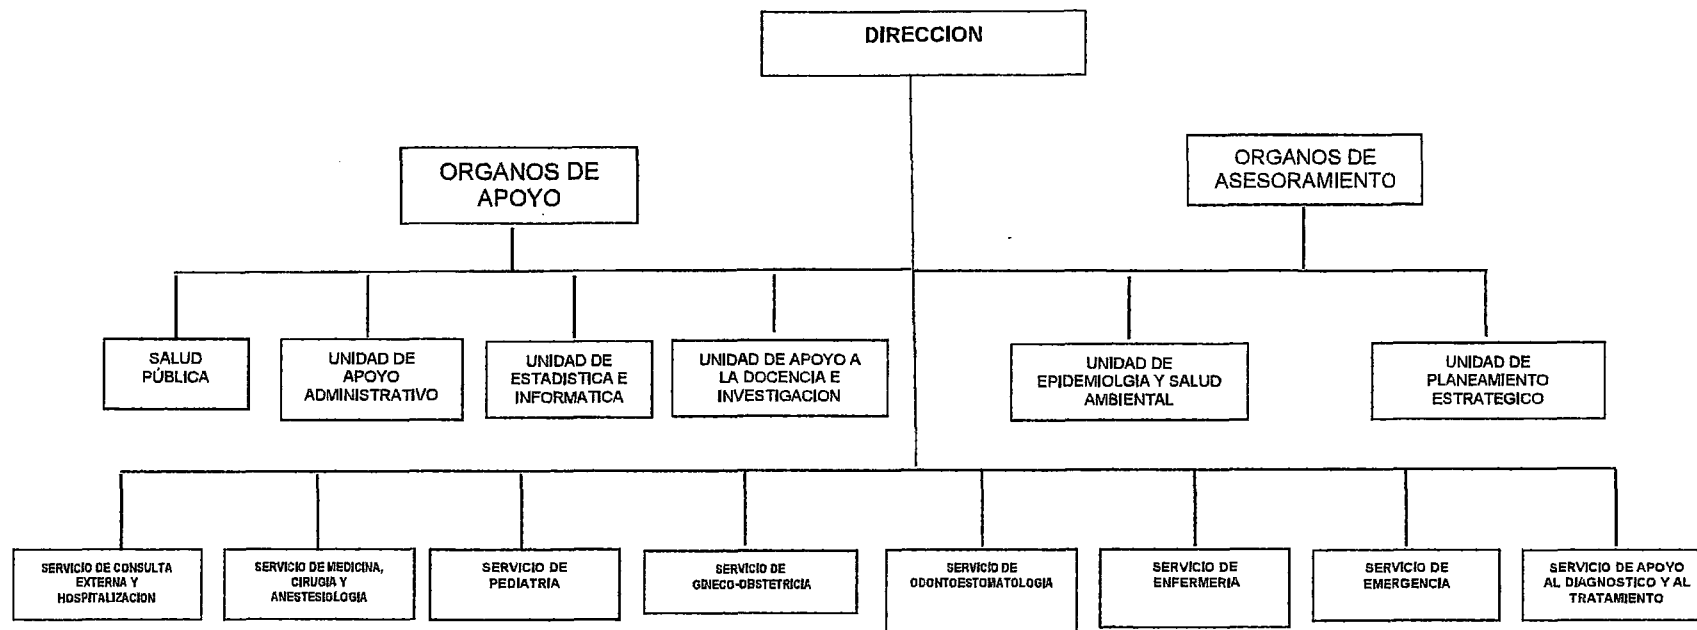 DIRECCION
ORGANOS DE
APOYO
ORGANOS DE
ASESORAMIENTO
SALUD
PÚBLICA
UNIDAD DE
APOYO
ADMINISTRATIVO
UNIDAD DE
ESTADISTICA E
INFORMATICA
UNIDAD DE APOYO A
LA DOCENCIA E
INVESTIGACION
UNIDAD DE
EPIDEMIOLGIA Y SALUD
AMBIENTAL
UNIDAD DE
PLANEAMIENTO
ESTRATEGICO
SERVICIO DE CONSULTA
EXTERNA Y
HOSPITALIZACION
SERVICIO DE MEDICINA,
CIRUGIA Y
ANESTESIOLOGIA
SERVICIO DE
PEDIATRIA
SERVICIO DE
GNECO-OBSTETRICIA
SERVICIO DE
ODONTOESTOMATOLOGIA
SERVICIO DE
ENFERMERIA
SERVICIO DE
EMERGENCIA
SERVICIO DE APOYO
AL DIAGNOSTICO Y AL
TRATAMIENTO